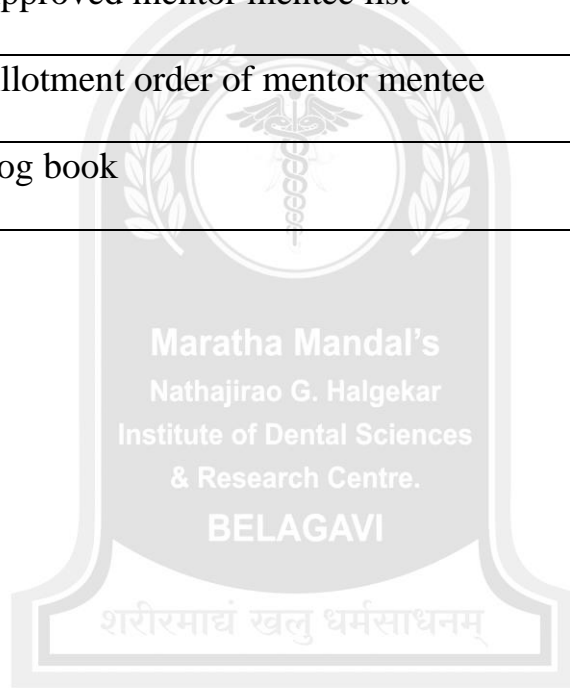 pproved mentor mentee list
llotment order of mentor mentee
og book
Maratha Mandal's
Nathajirao G. Halgekar
Institute of Dental Sciences
& Research Centre.
BELAGAVI
शरीरमाद्यं खलु धर्मसाधनम्